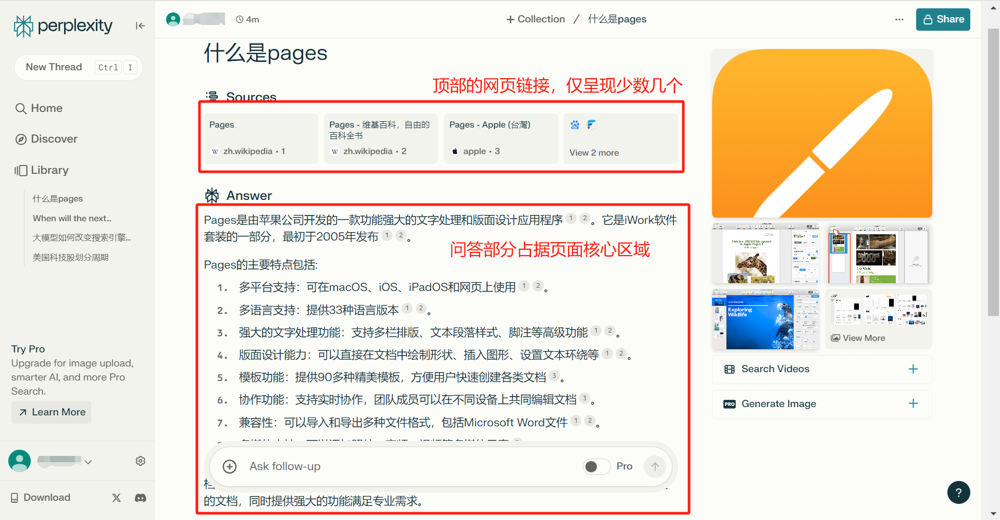 perplexity
New Thread Ctrl I
Home
Discover
Library
什么是pages
When will the next...
大模型如何改变搜索引擎...
美国科技股划分周期
Try Pro
Upgrade for image upload,
smarter AI, and more Pro
Search.
Learn More
Download
4m
+ Collection / 什么是pages
Share
什么是pages
顶部的网页链接，仅呈现少数几个
Sources
Pages
zh.wikipedia · 1
Pages - 维基百科，自由的
百科全书
zh.wikipedia · 2
Pages - Apple (台灣)
apple · 3
View 2 more
Answer
Pages是由苹果公司开发的一款功能强大的文字处理和版面设计应用程序 1 2 。它是iWork软件
套装的一部分，最初于2005年发布 1 2 。
问答部分占据页面核心区域
Pages的主要特点包括:
1. 多平台支持：可在macOS、iOS、iPadOS和网页上使用 1 2 。
2. 多语言支持：提供33种语言版本 1 2 。
3. 强大的文字处理功能：支持多栏排版、文本段落样式、脚注等高级功能 1 2 。
4. 版面设计能力：可以直接在文档中绘制形状、插入图形、设置文本环绕等 1 2 。
5. 模板功能：提供90多种精美模板，方便用户快速创建各类文档 3 。
6. 协作功能：支持实时协作，团队成员可以在不同设备上共同编辑文档 3 。
7. 兼容性：可以导入和导出多种文件格式，包括Microsoft Word文件 1 2 。
Ask follow-up
Pro
的文档，同时提供强大的功能满足专业需求。
This is a .PAGES file opened
in Apple Pages 5
Title*
Jane Campbell
Exploring
Wildlife
View More
Search Videos +
PRO Generate Image +
?